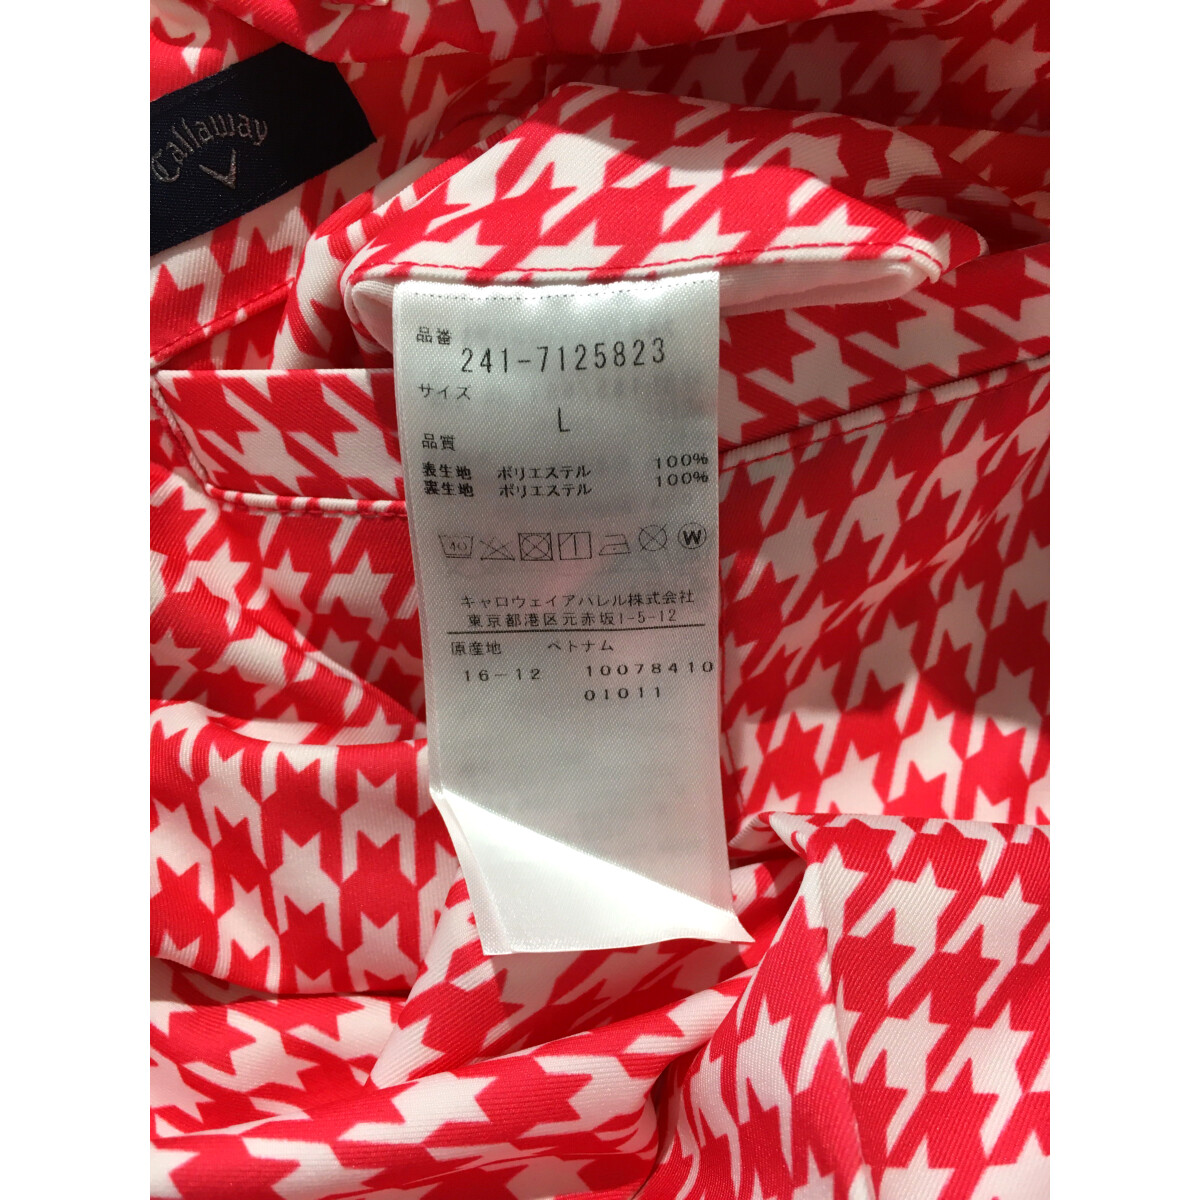 Callaway
品番
241-7125823
サイズ
L
品質
表生地 ポリエステル 100%
裏生地 ポリエステル 100%
40 W
キャロウェイアパレル株式会社
東京都港区元赤坂1-5-12
原産地 ベトナム
16-12 10078410
01011